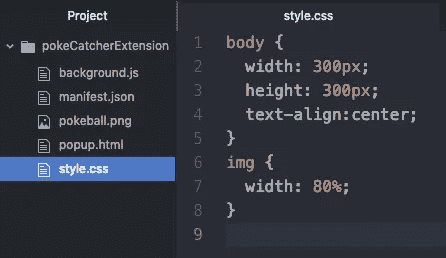 Project
pokeCatcherExtension
background.js
manifest.json
pokeball.png
popup.html
style.css
style.css
1 body {
2   width: 300px;
3   height: 300px;
4   text-align:center;
5 }
6 img {
7   width: 80%;
8 }
9